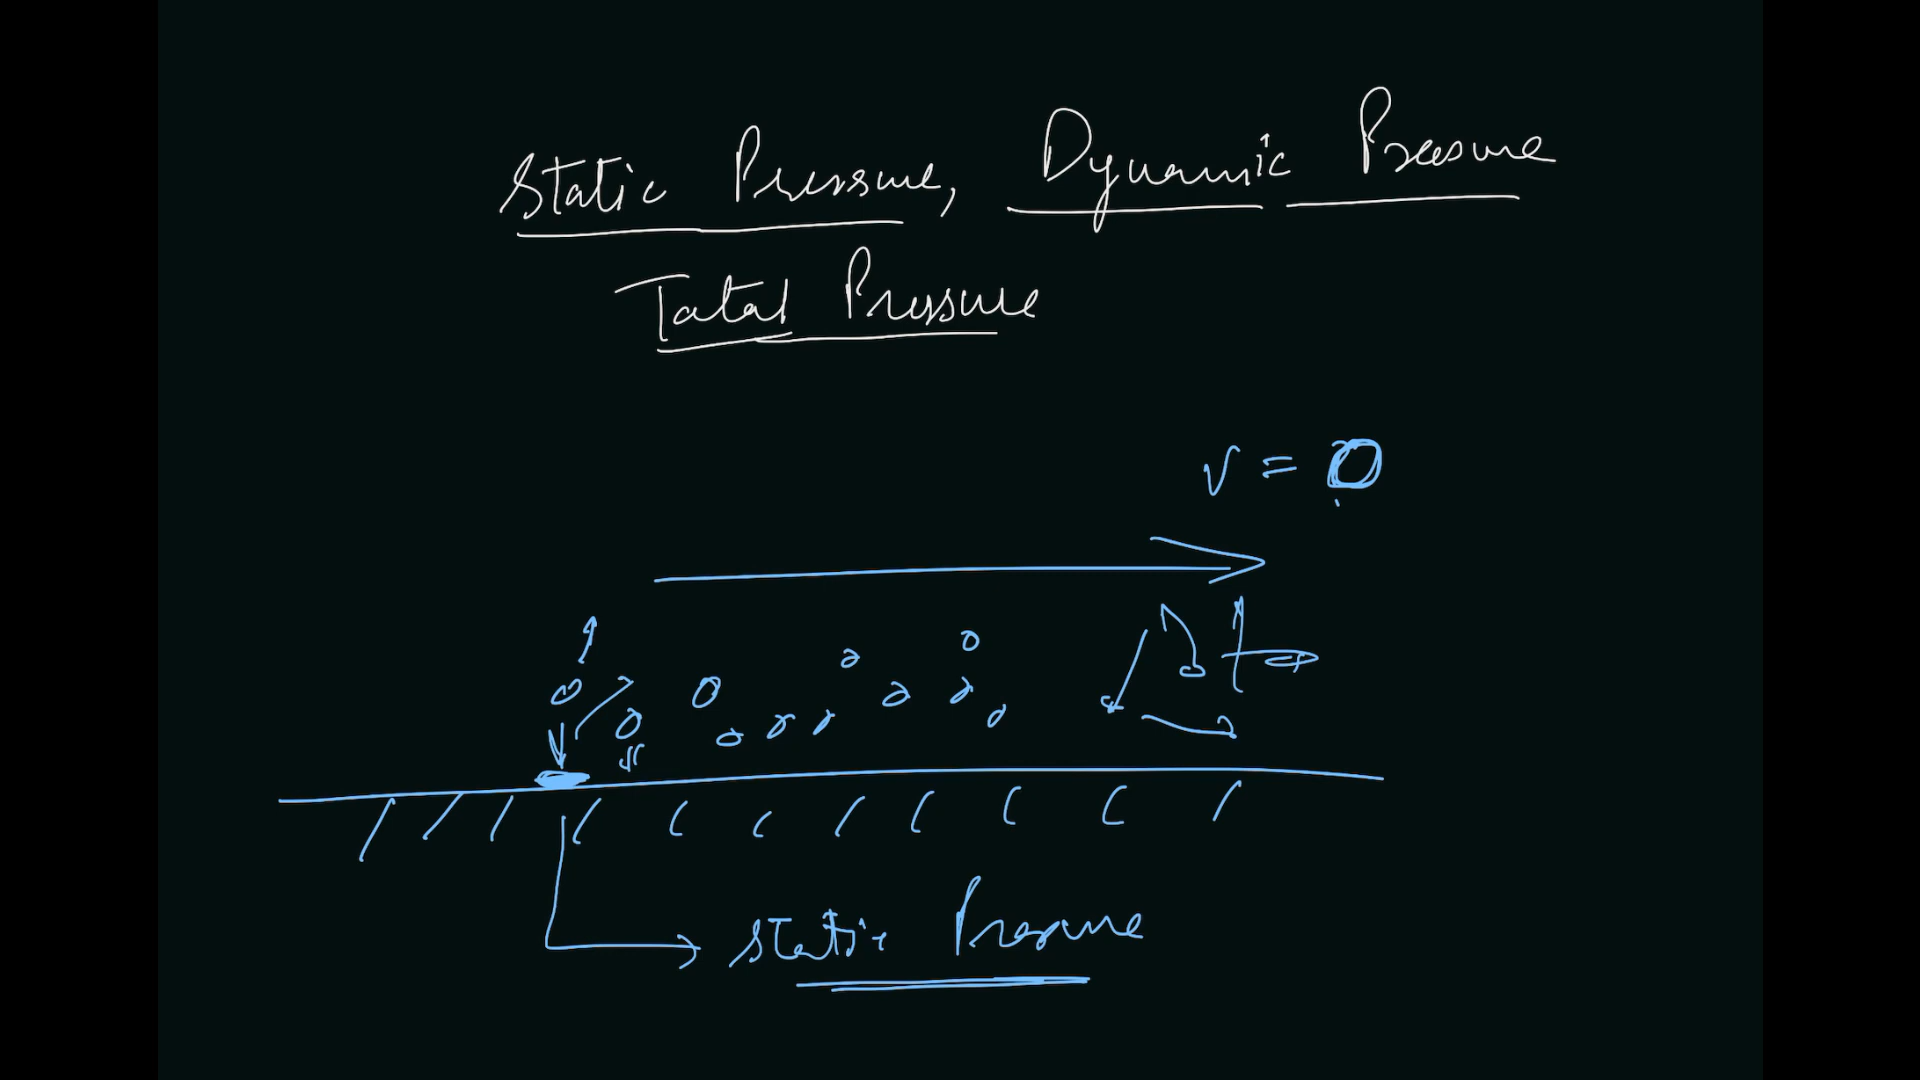 Static Pressure, Dynamic Pressure
Total Pressure
v = 0
Static Pressure